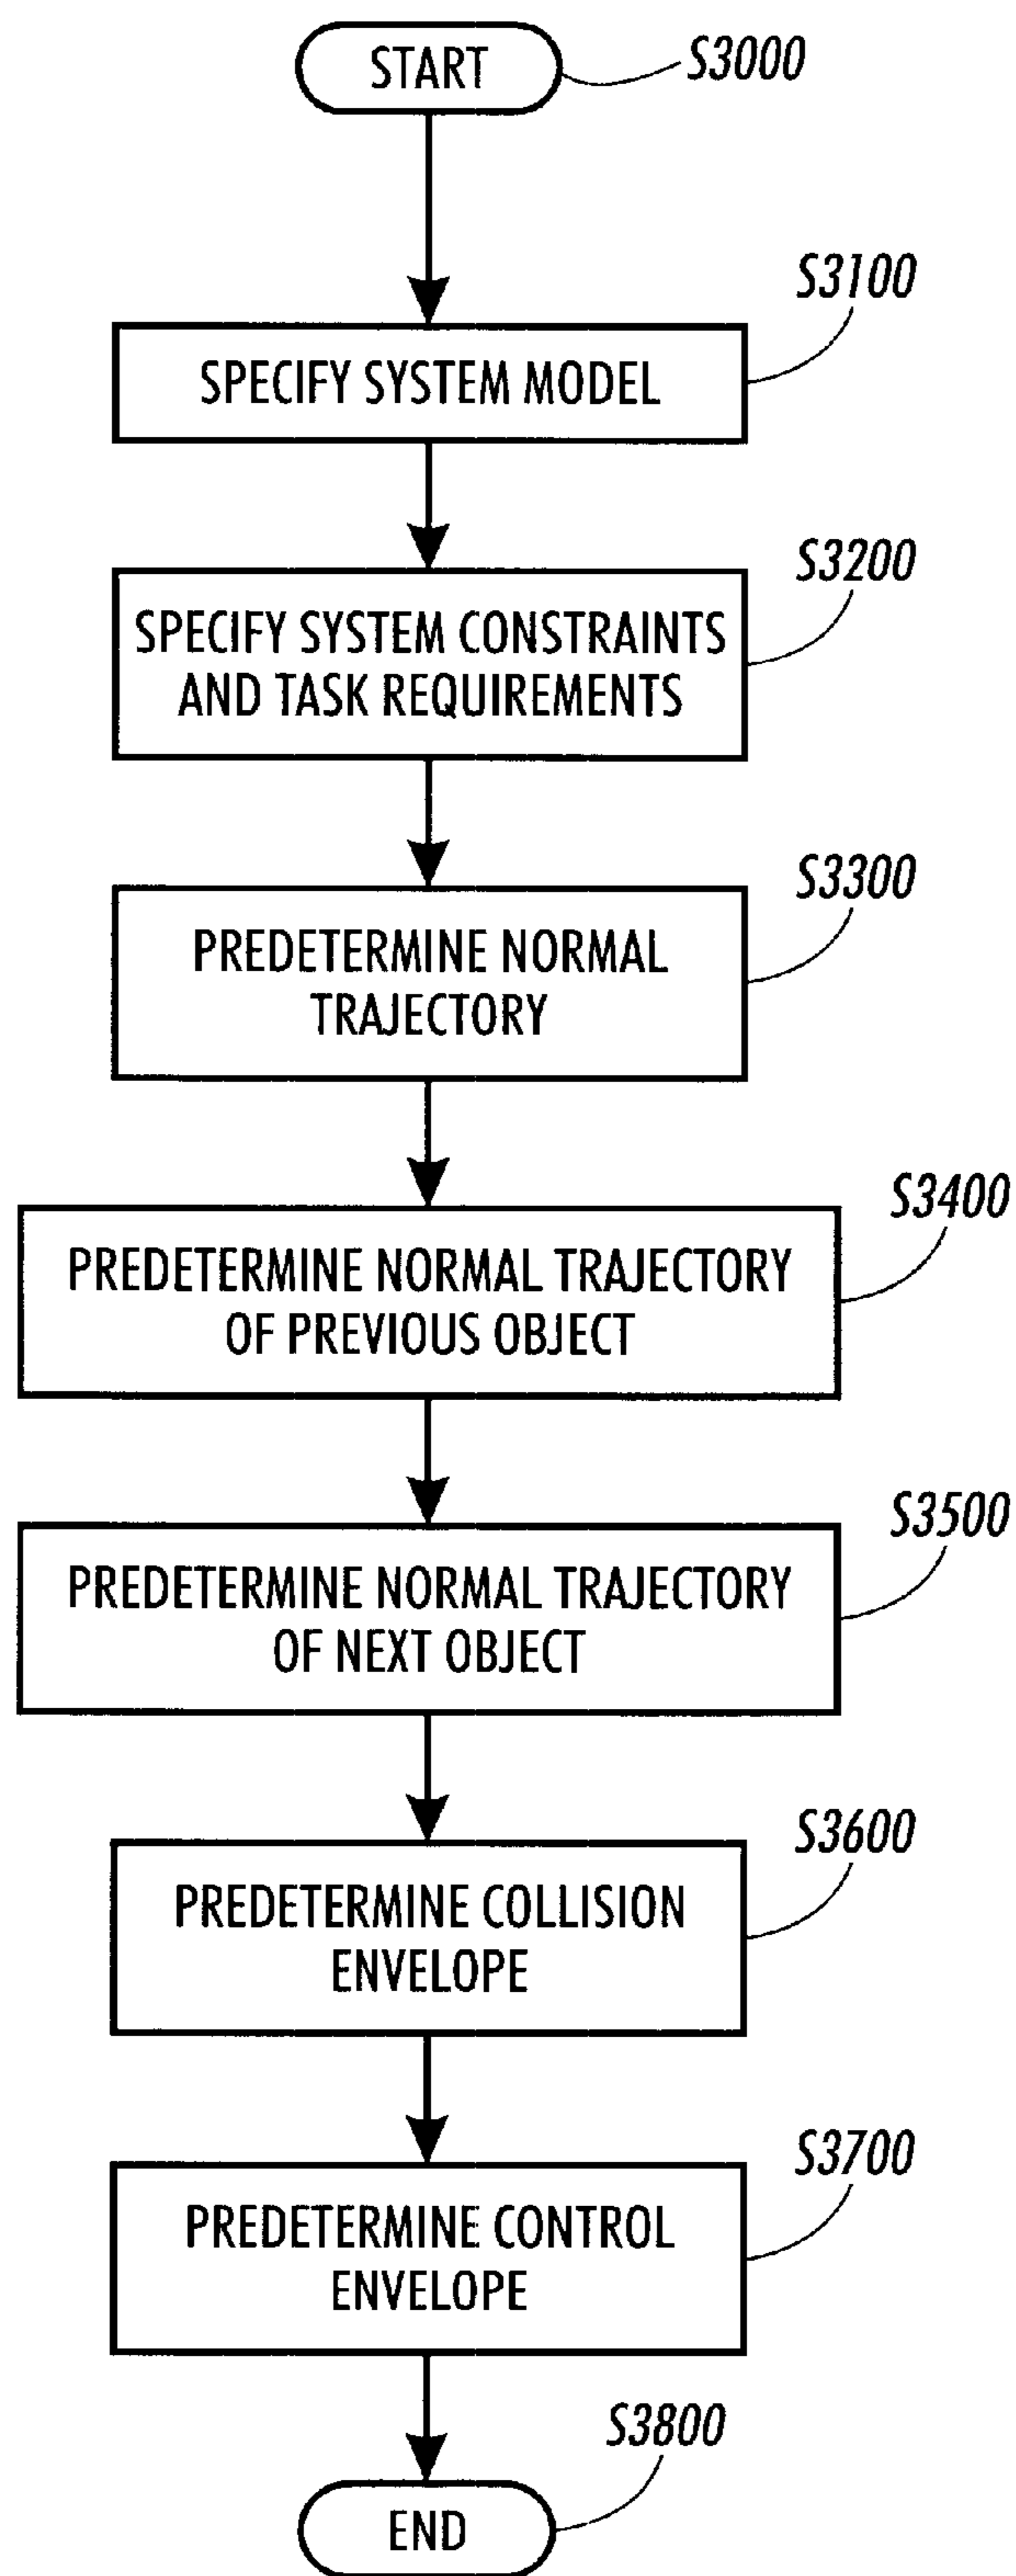 START
S3000
S3100
SPECIFY SYSTEM MODEL
S3200
SPECIFY SYSTEM CONSTRAINTS
AND TASK REQUIREMENTS
S3300
PREDETERMINE NORMAL
TRAJECTORY
S3400
PREDETERMINE NORMAL TRAJECTORY
OF PREVIOUS OBJECT
S3500
PREDETERMINE NORMAL TRAJECTORY
OF NEXT OBJECT
S3600
PREDETERMINE COLLISION
ENVELOPE
S3700
PREDETERMINE CONTROL
ENVELOPE
S3800
END